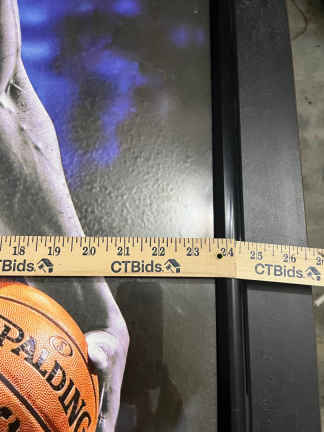 18 19 20 21 22 23 24 25 26
CTBids CTBids CTBids
SPALDING